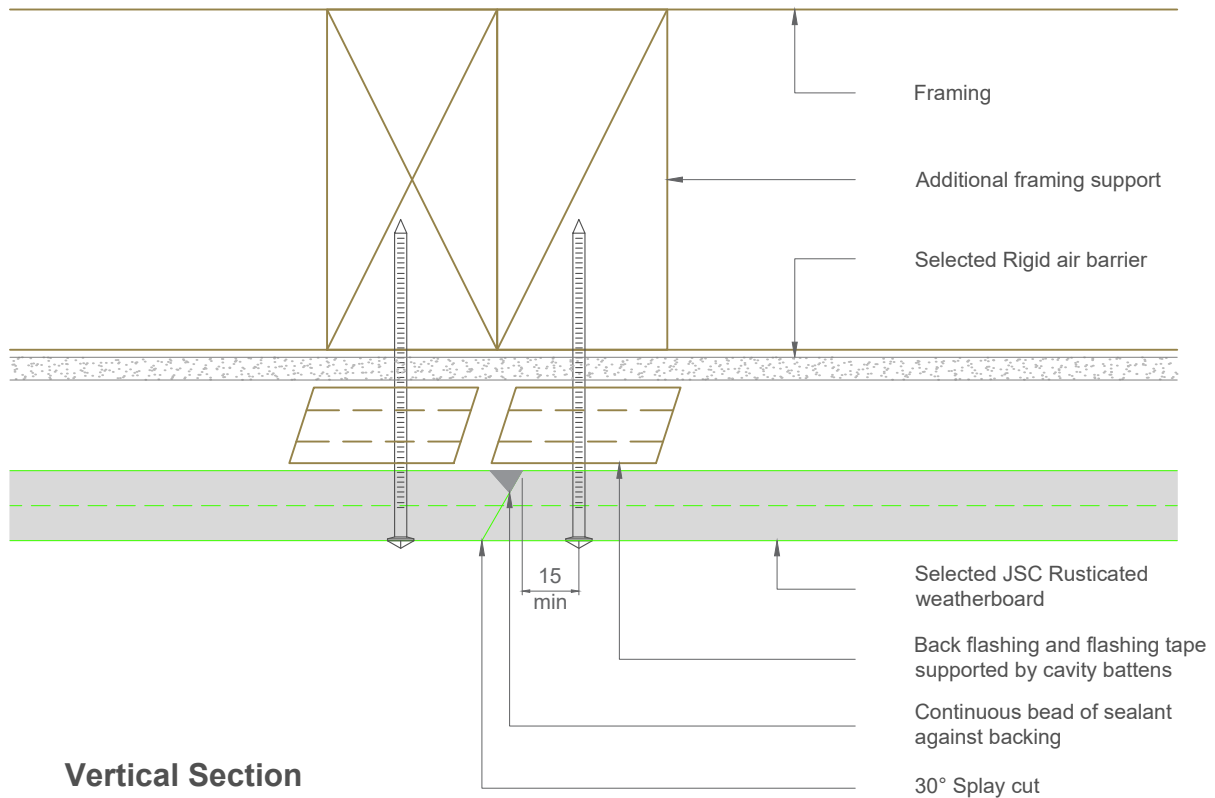 Framing
Additional framing support
Selected Rigid air barrier
15
min
Selected JSC Rusticated
weatherboard
Back flashing and flashing tape
supported by cavity battens
Continuous bead of sealant
against backing
Vertical Section
30° Splay cut